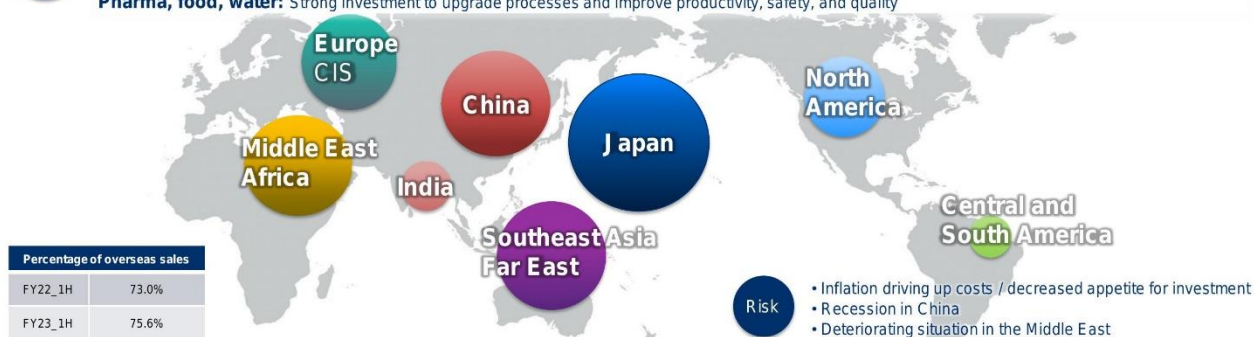 Pharma, food, water: Strong investment to upgrade processes and improve productivity, safety, and quality
Europe
CIS
China
North
America
Japan
Middle East
Africa
India
Central and
South America
Southeast Asia
Far East
Percentage of overseas sales
FY22_1H 73.0%
FY23_1H 75.6%
Risk
• Inflation driving up costs / decreased appetite for investment
• Recession in China
• Deteriorating situation in the Middle East